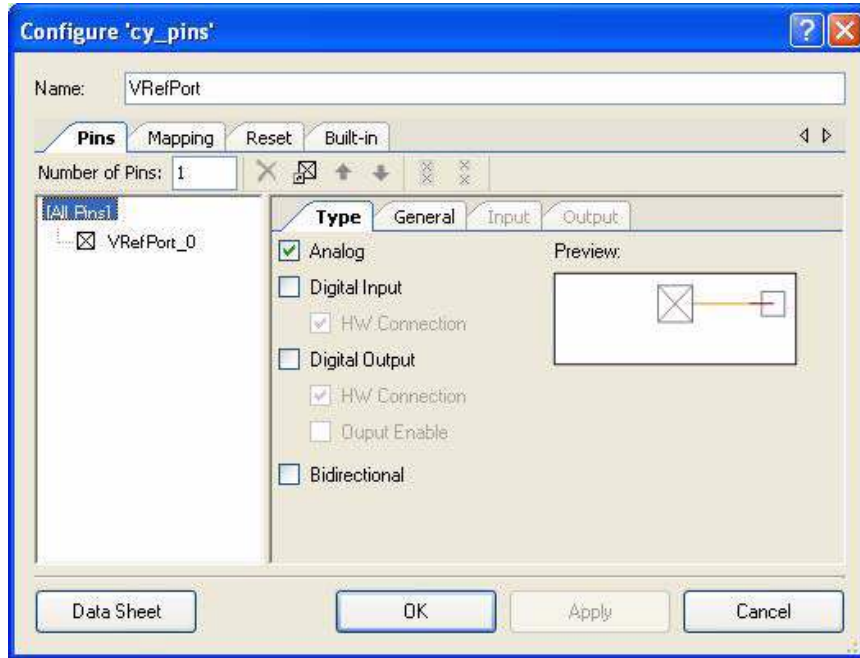 Configure 'cy_pins'
Name: VRefPort
Pins Mapping Reset Built-in
Number of Pins: 1
[All Pins]
VRefPort_0
Type General Input Output
Analog
Preview:
Digital Input
HW Connection
Digital Output
HW Connection
Ouput Enable
Bidirectional
Data Sheet OK Apply Cancel